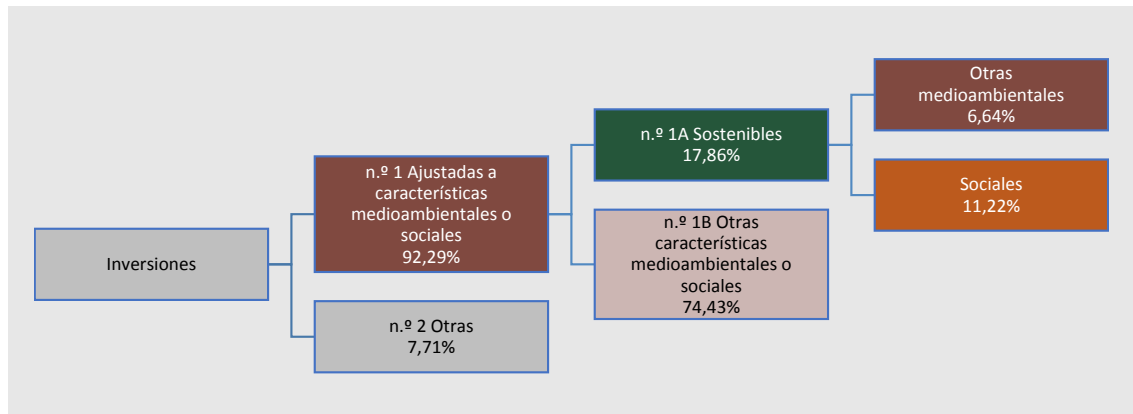 Inversiones
n.º 1 Ajustadas a
características
medioambientales o
sociales
92,29%
n.º 2 Otras
7,71%
n.º 1A Sostenibles
17,86%
n.º 1B Otras
características
medioambientales o
sociales
74,43%
Otras
medioambientales
6,64%
Sociales
11,22%